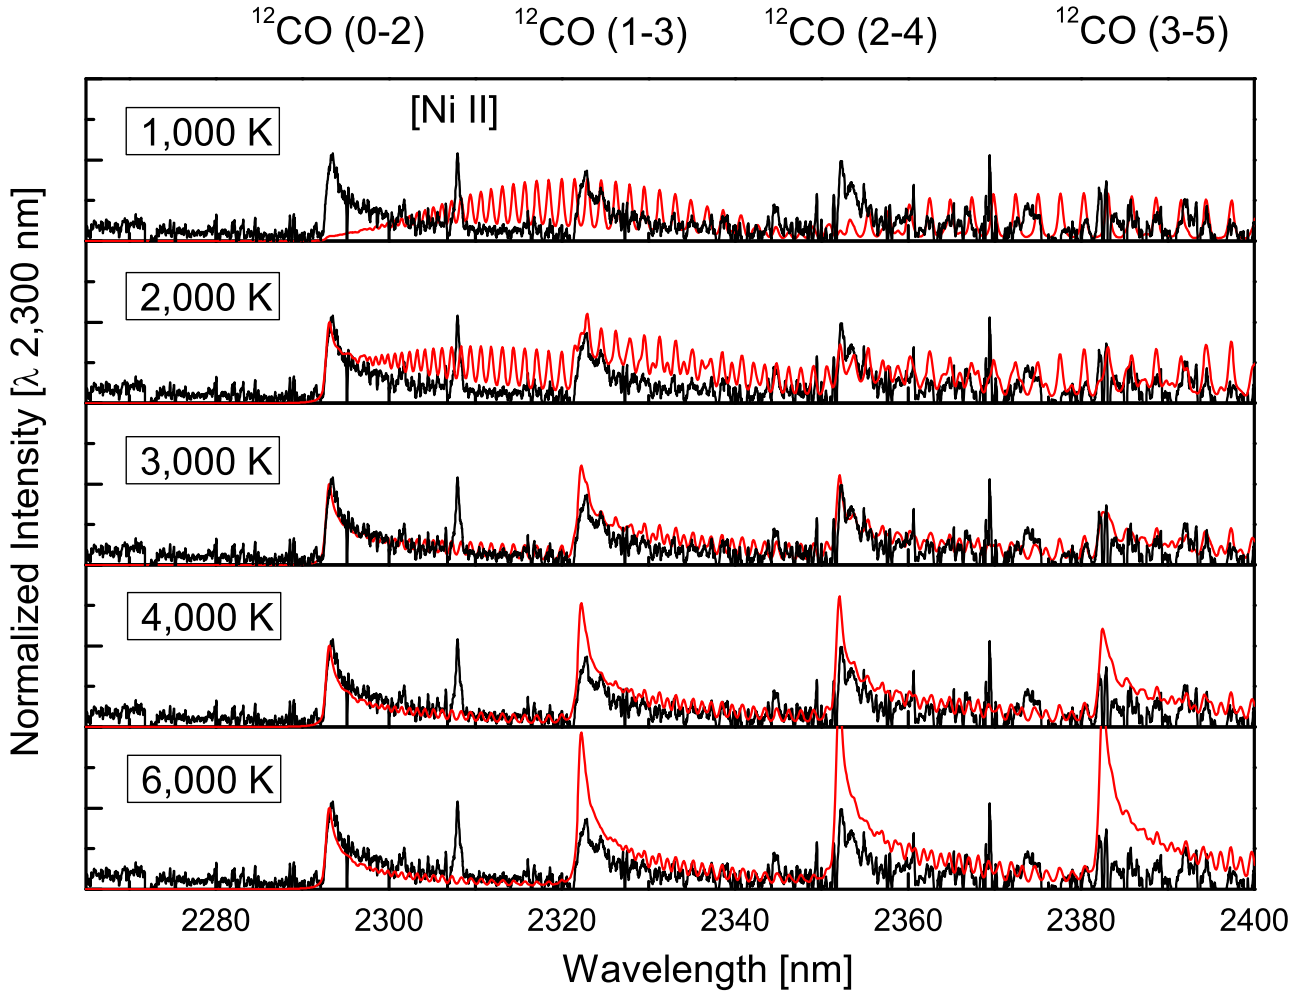 ¹²CO (0-2) ¹²CO (1-3) ¹²CO (2-4) ¹²CO (3-5)
[Ni II]
1,000 K
2,000 K
3,000 K
4,000 K
6,000 K
Normalized Intensity [λ 2,300 nm]
2280 2300 2320 2340 2360 2380 2400
Wavelength [nm]